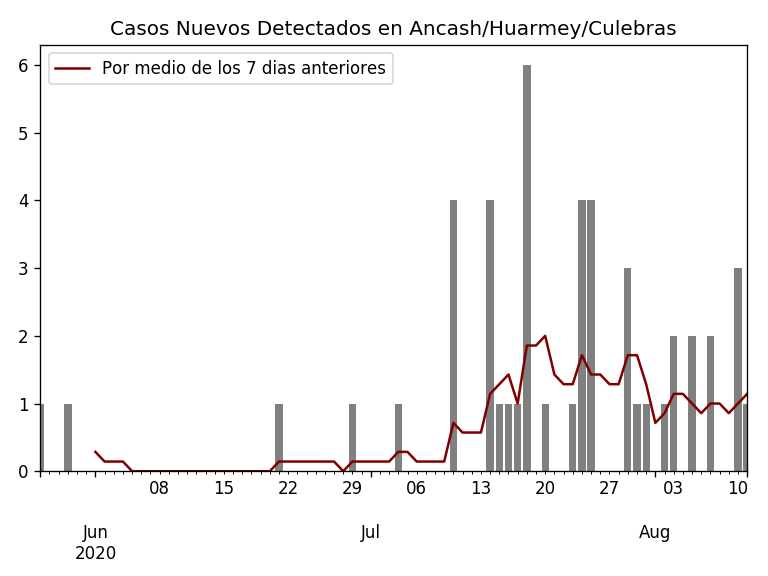 Casos Nuevos Detectados en Ancash/Huarmey/Culebras
Por medio de los 7 dias anteriores
6
5
4
3
2
1
0
08 15 22 29 06 13 20 27 03 10
Jun Jul Aug
2020